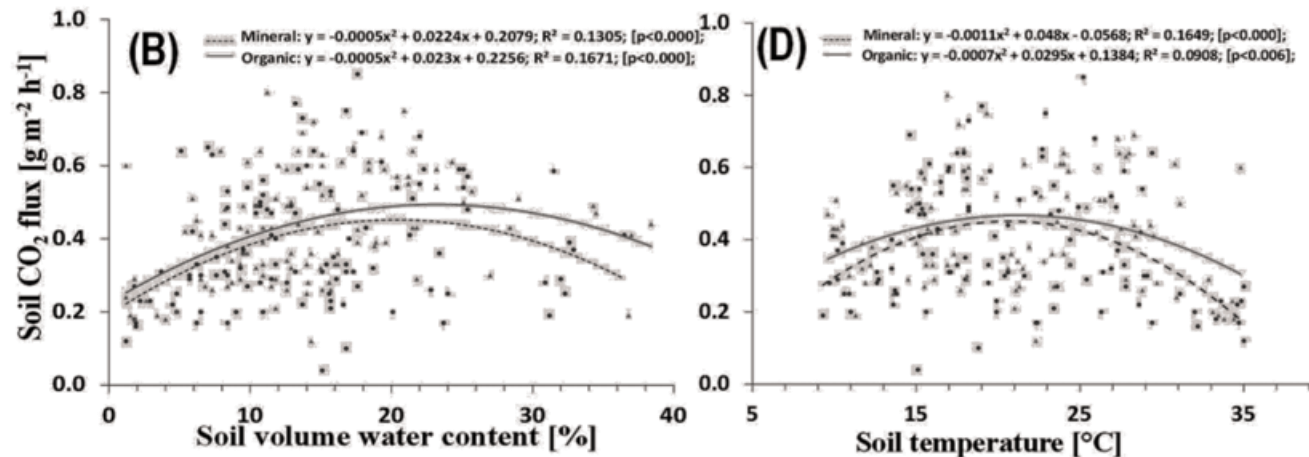 (B)
Mineral: y = -0.0005x² + 0.0224x + 0.2079; R² = 0.1305; [p<0.000];
Organic: y = -0.0005x² + 0.023x + 0.2256; R² = 0.1671; [p<0.000];
Soil CO₂ flux [g m⁻² h⁻¹]
1.0
0.8
0.6
0.4
0.2
0.0
0 10 20 30 40
Soil volume water content [%]
(D)
Mineral: y = -0.0011x² + 0.048x - 0.0568; R² = 0.1649; [p<0.000];
Organic: y = -0.0007x² + 0.0295x + 0.1384; R² = 0.0908; [p<0.006];
1.0
0.8
0.6
0.4
0.2
0.0
5 15 25 35
Soil temperature [°C]